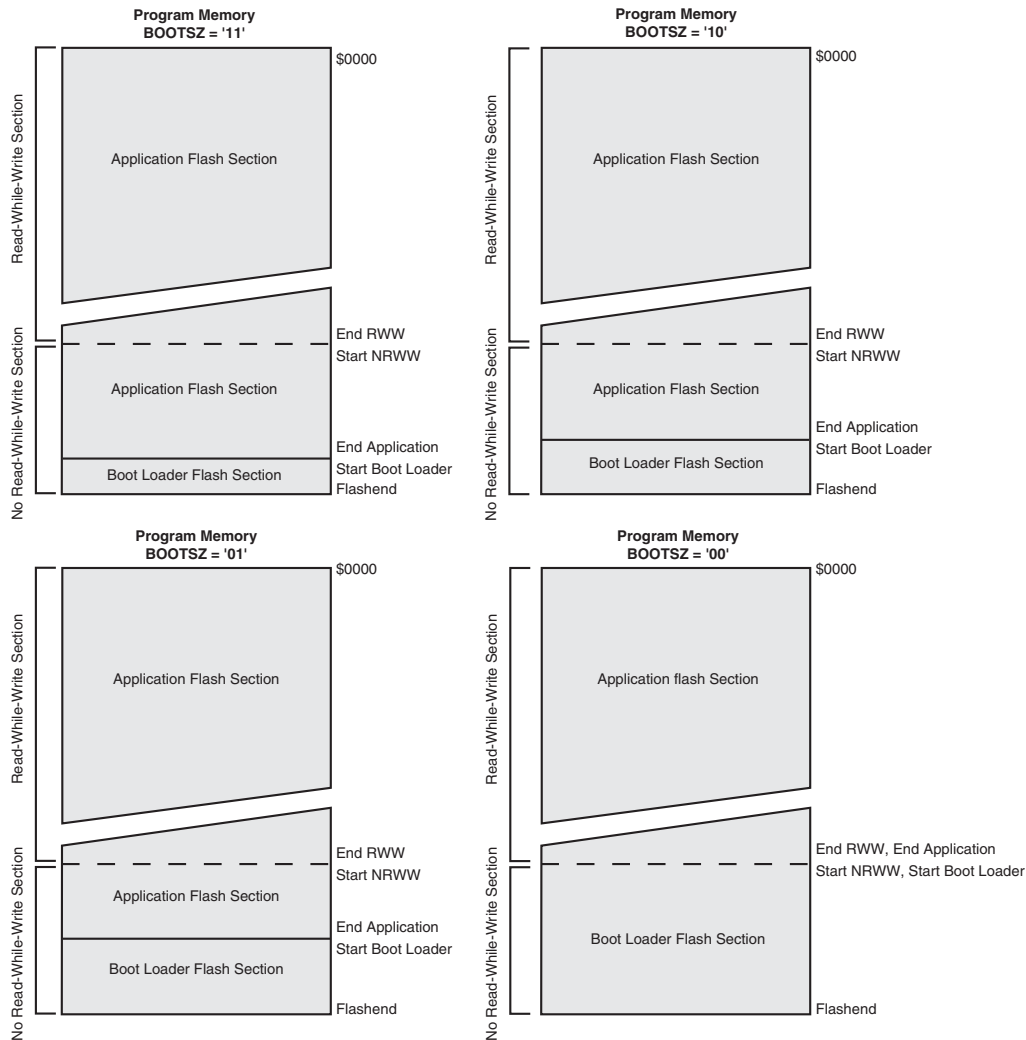 Program Memory
BOOTSZ = '11'
$0000
Read-While-Write Section
Application Flash Section
End RWW
Start NRWW
No Read-While-Write Section
Application Flash Section
End Application
Start Boot Loader
Boot Loader Flash Section
Flashend
Program Memory
BOOTSZ = '10'
$0000
Read-While-Write Section
Application Flash Section
End RWW
Start NRWW
No Read-While-Write Section
Application Flash Section
End Application
Start Boot Loader
Boot Loader Flash Section
Flashend
Program Memory
BOOTSZ = '01'
$0000
Read-While-Write Section
Application Flash Section
End RWW
Start NRWW
No Read-While-Write Section
Application Flash Section
End Application
Start Boot Loader
Boot Loader Flash Section
Flashend
Program Memory
BOOTSZ = '00'
$0000
Read-While-Write Section
Application flash Section
End RWW, End Application
Start NRWW, Start Boot Loader
No Read-While-Write Section
Boot Loader Flash Section
Flashend